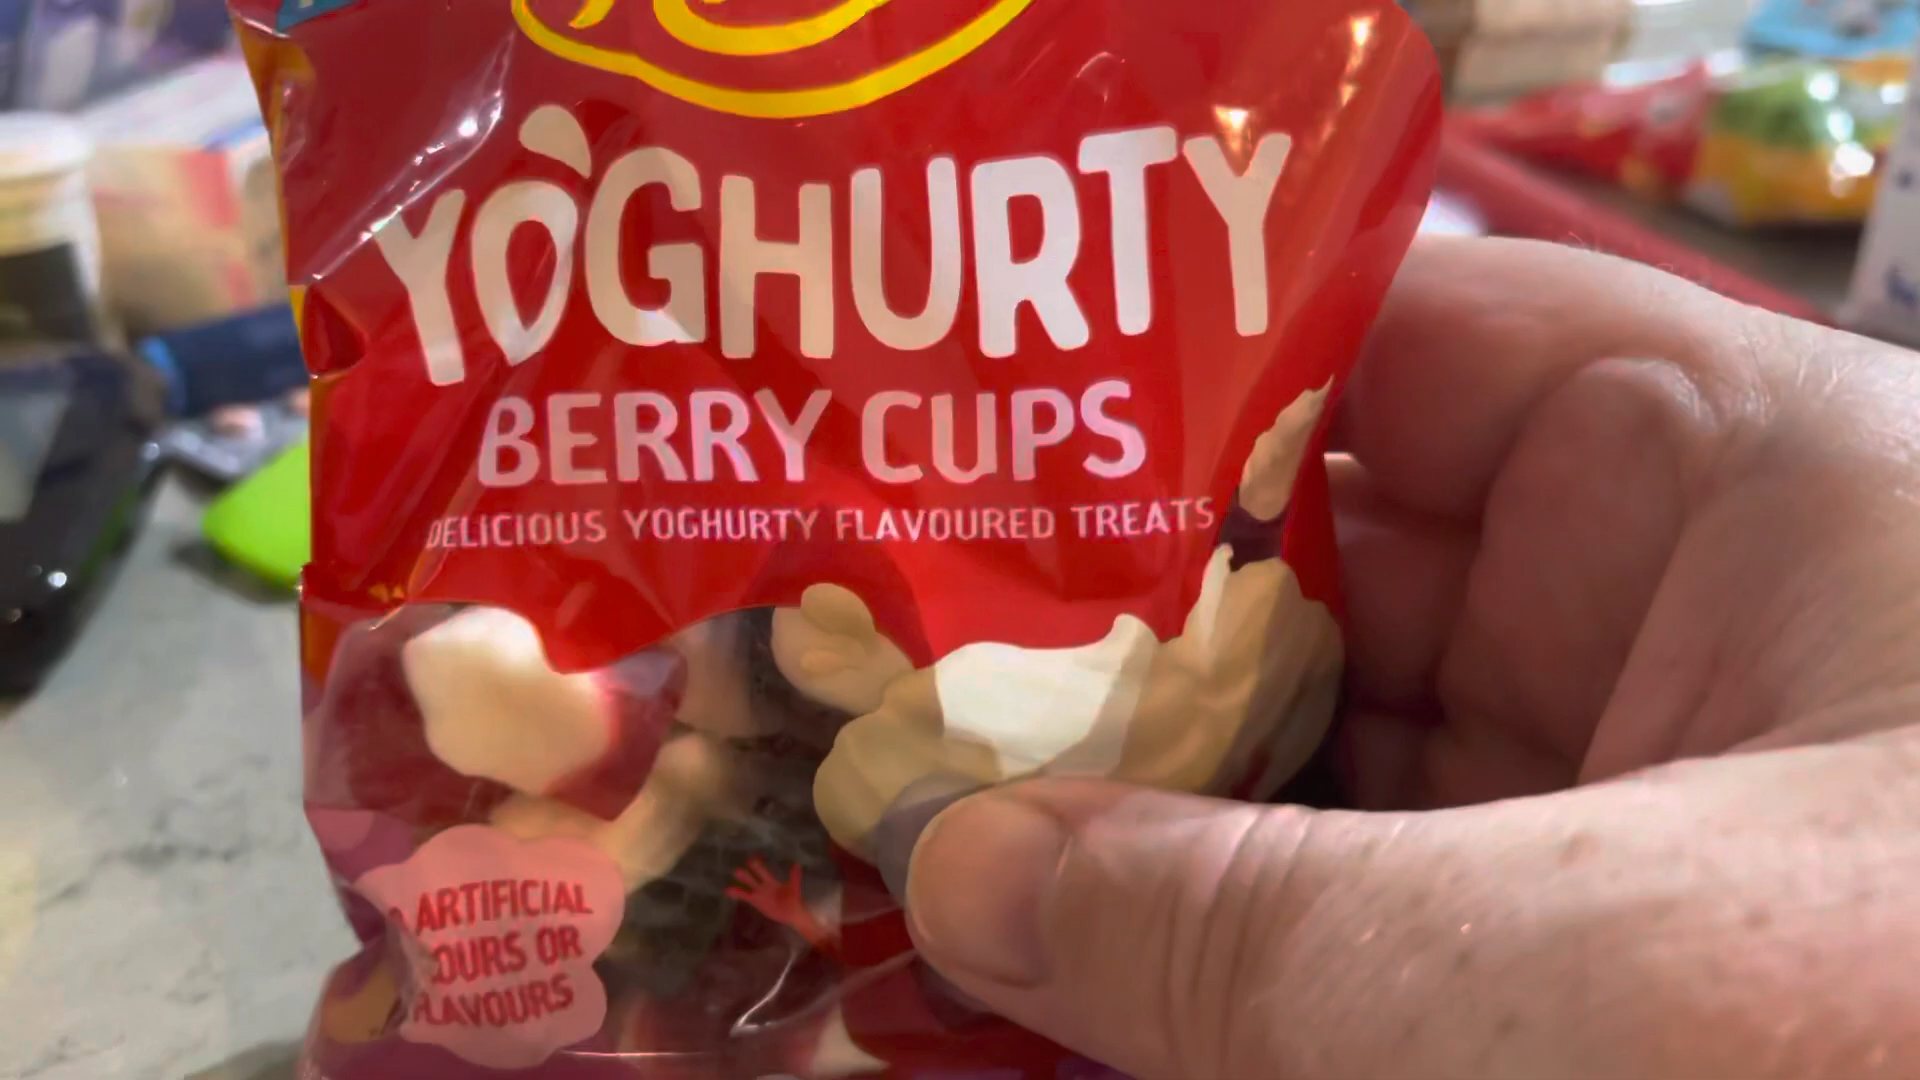 YOGHURTY
BERRY CUPS
DELICIOUS YOGHURTY FLAVOURED TREATS
ARTIFICIAL
OURS OR
FLAVOURS